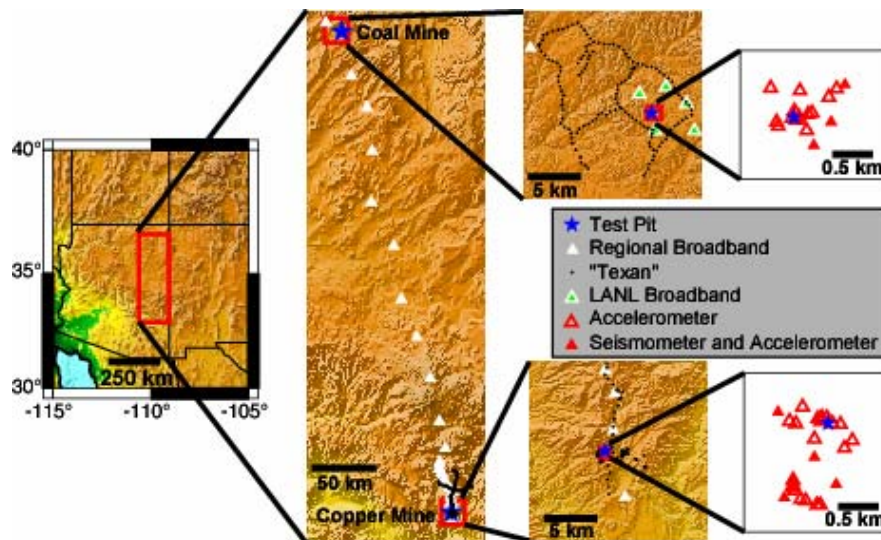 Coal Mine
40°
35°
30°
-115°
-110°
-105°
250 km
50 km
Copper Mine
5 km
0.5 km
Test Pit
Regional Broadband
"Texan"
LANL Broadband
Accelerometer
Seismometer and Accelerometer
5 km
0.5 km